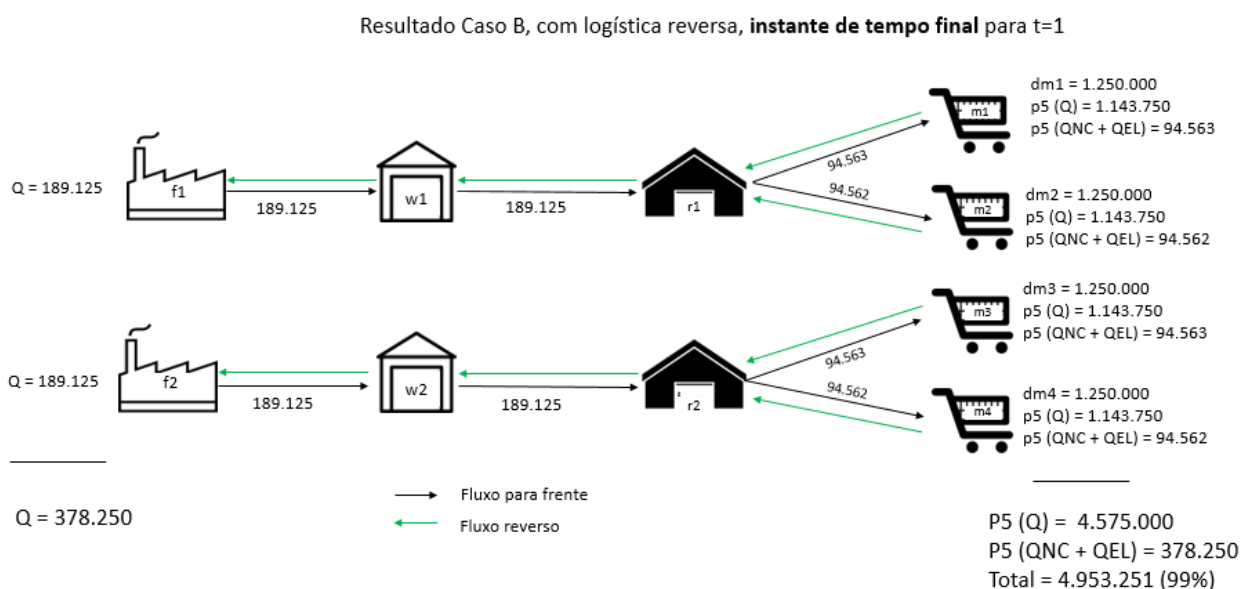 Resultado Caso B, com logística reversa, instante de tempo final para t=1
Q = 189.125
f1
189.125
w1
189.125
r1
94.563
94.562
m1
dm1 = 1.250.000
p5 (Q) = 1.143.750
p5 (QNC + QEL) = 94.563
m2
dm2 = 1.250.000
p5 (Q) = 1.143.750
p5 (QNC + QEL) = 94.562
Q = 189.125
f2
189.125
w2
189.125
r2
94.563
94.562
m3
dm3 = 1.250.000
p5 (Q) = 1.143.750
p5 (QNC + QEL) = 94.563
m4
dm4 = 1.250.000
p5 (Q) = 1.143.750
p5 (QNC + QEL) = 94.562
Q = 378.250
Fluxo para frente
Fluxo reverso
P5 (Q) = 4.575.000
P5 (QNC + QEL) = 378.250
Total = 4.953.251 (99%)